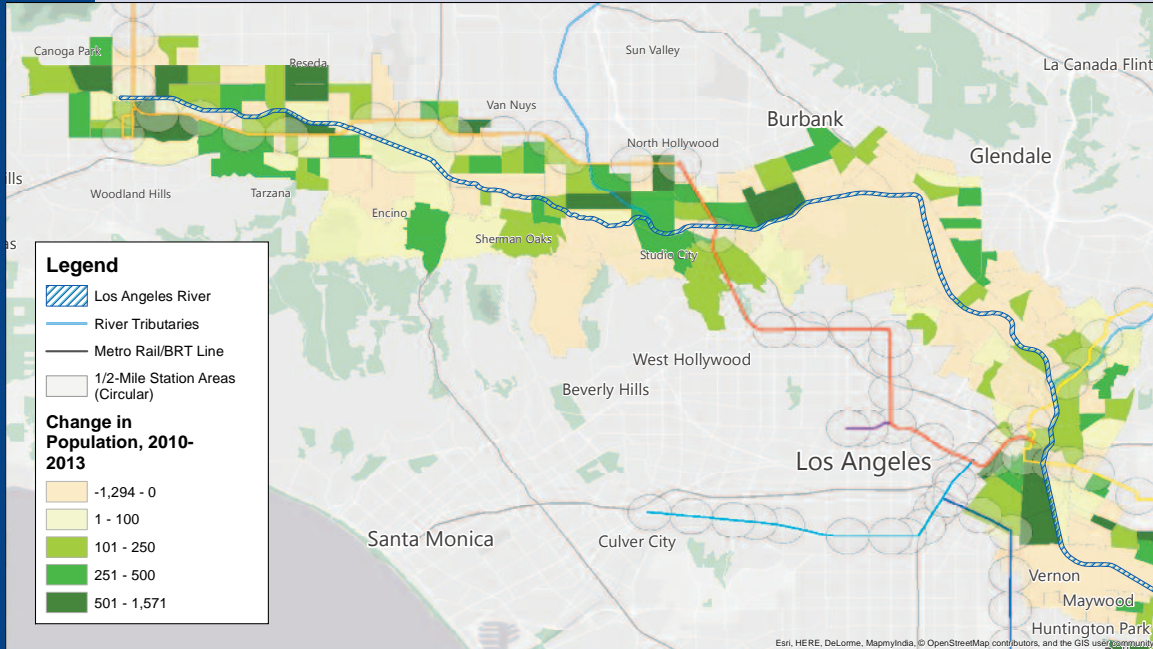 Canoga Park
Reseda
Sun Valley
La Canada Flint
Van Nuys
Burbank
North Hollywood
Glendale
Woodland Hills
Tarzana
Encino
Sherman Oaks
Studio City
ills
as
Legend
Los Angeles River
River Tributaries
Metro Rail/BRT Line
1/2-Mile Station Areas
(Circular)
Change in
Population, 2010-
2013
-1,294 - 0
1 - 100
101 - 250
251 - 500
501 - 1,571
West Hollywood
Beverly Hills
Los Angeles
Santa Monica
Culver City
Vernon
Maywood
Huntington Park
Esri, HERE, DeLorme, MapmyIndia, © OpenStreetMap contributors, and the GIS user community